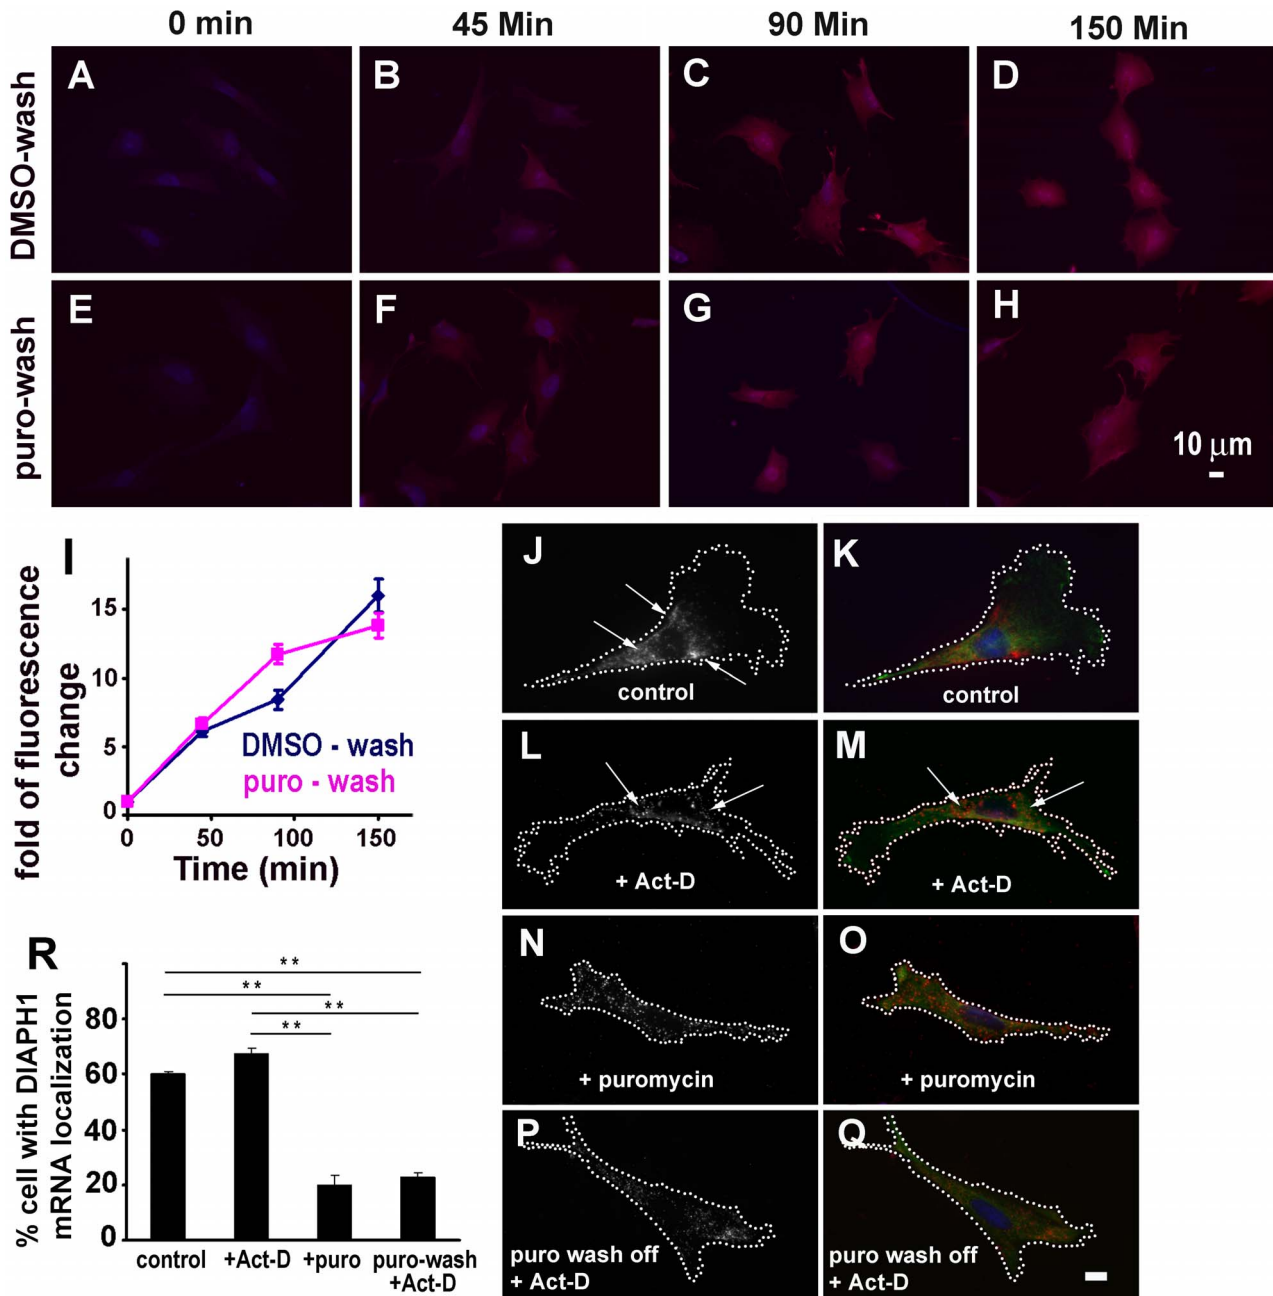 0 min 45 Min 90 Min 150 Min
DMSO-wash
A B C D
puro-wash
E F G H
10 μm
I
fold of fluorescence
change
15
10
5
0
0 50 100 150
Time (min)
DMSO - wash
puro - wash
J K
control control
L M
+ Act-D + Act-D
N O
+ puromycin + puromycin
P Q
puro wash off
+ Act-D
puro wash off
+ Act-D
R
% cell with DIAPH1
mRNA localization
** 
**
**
**
80
60
40
20
0
control +Act-D +puro puro-wash
+Act-D